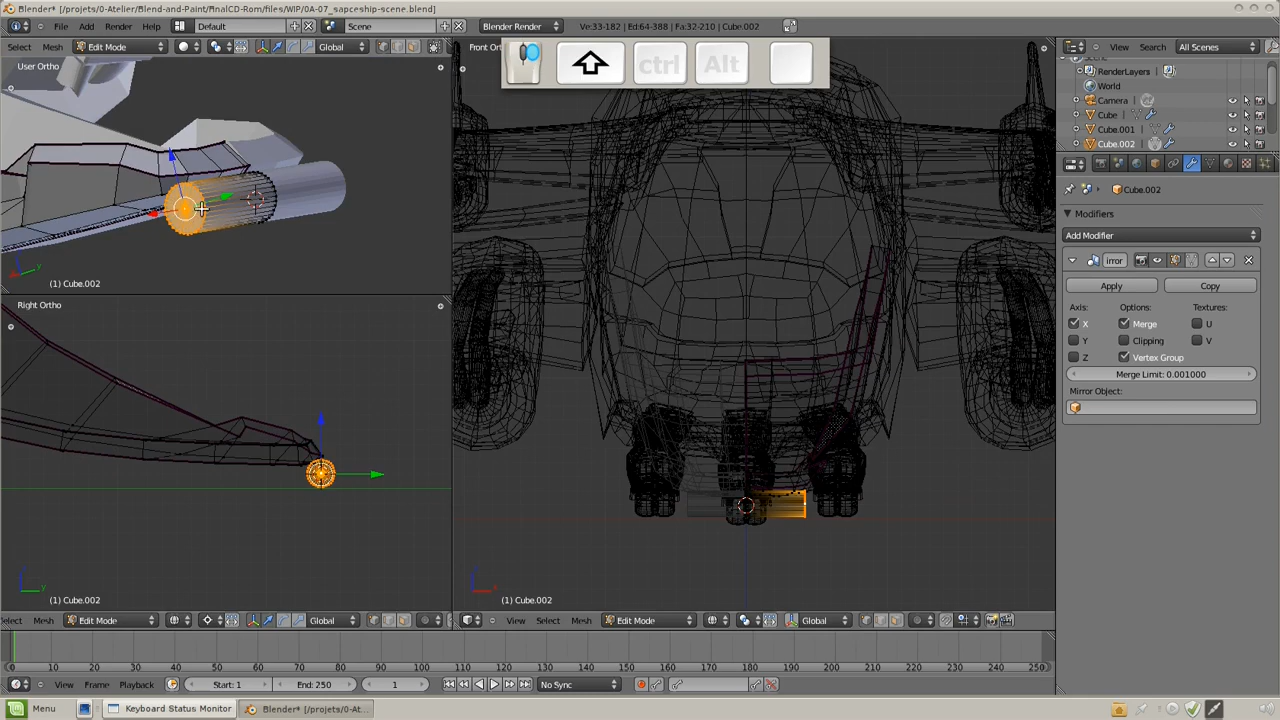 Blender* [/projets/0-Atelier/Blend-and-Paint/finalCD-Rom/files/WIP/0A-07_sapceship-scene.blend]
File Add Render Help Default Scene Blender Render Ve:33-182 | Ed:64-388 | Fa:32-210 | Cube.002
Select Mesh Edit Mode Global
ctrl Alt
View Search All Scenes
User Ortho
Front Or
Scene
RenderLayers
World
Camera
Cube
Cube.001
Cube.002
Cube.002
Modifiers
Add Modifier
irror
Apply Copy
Axis: Options: Textures:
X Merge U
Y Clipping V
Z Vertex Group
Merge Limit: 0.001000
Mirror Object:
y
(1) Cube.002
Right Ortho
z
y
(1) Cube.002
(1) Cube.002
elect Mesh Edit Mode Global
View Select Mesh Edit Mode Global
0 10 20 30 40 50 60 70 80 90 100 110 120 130 140 150 160 170 180 190 200 210 220 230 240 250
View Frame Playback Start: 1 End: 250 1 No Sync
Menu Keyboard Status Monitor Blender* [/projets/0-At...